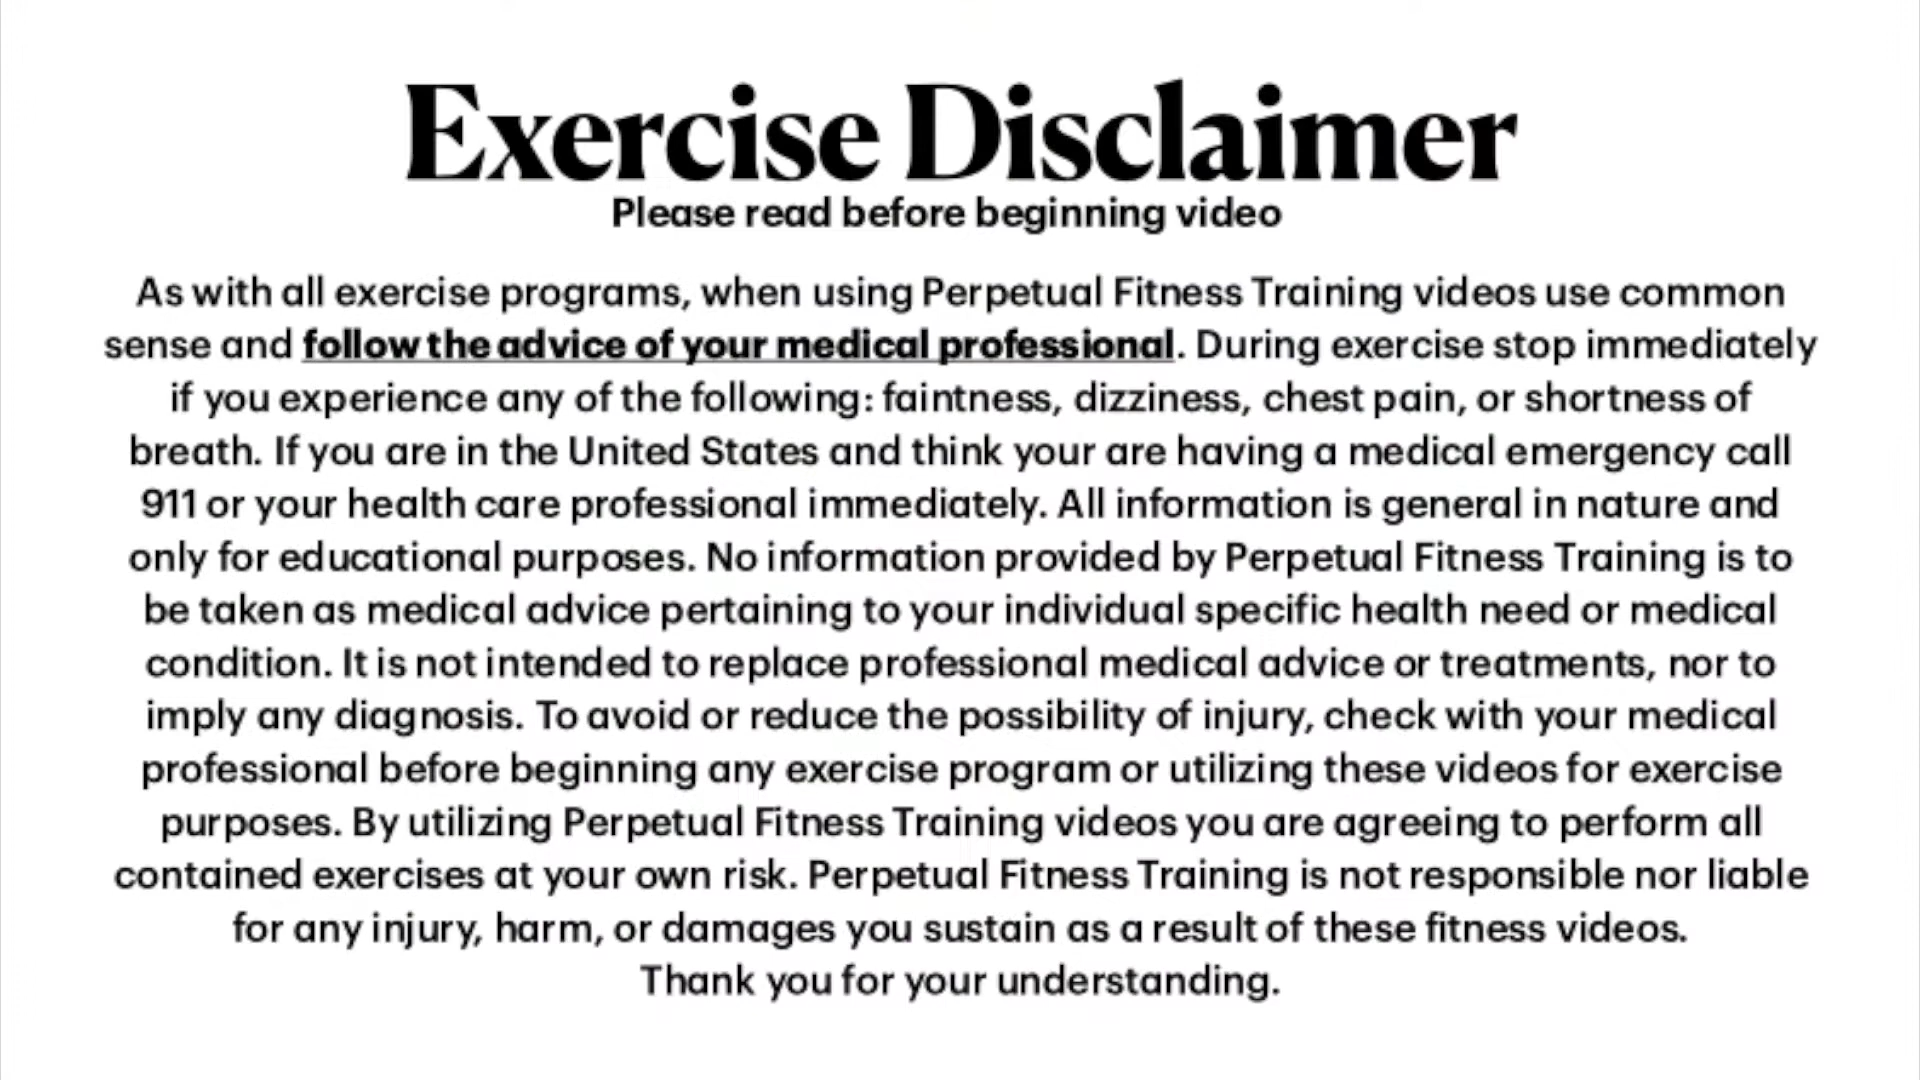 Exercise Disclaimer
Please read before beginning video
As with all exercise programs, when using Perpetual Fitness Training videos use common
sense and follow the advice of your medical professional. During exercise stop immediately
if you experience any of the following: faintness, dizziness, chest pain, or shortness of
breath. If you are in the United States and think your are having a medical emergency call
911 or your health care professional immediately. All information is general in nature and
only for educational purposes. No information provided by Perpetual Fitness Training is to
be taken as medical advice pertaining to your individual specific health need or medical
condition. It is not intended to replace professional medical advice or treatments, nor to
imply any diagnosis. To avoid or reduce the possibility of injury, check with your medical
professional before beginning any exercise program or utilizing these videos for exercise
purposes. By utilizing Perpetual Fitness Training videos you are agreeing to perform all
contained exercises at your own risk. Perpetual Fitness Training is not responsible nor liable
for any injury, harm, or damages you sustain as a result of these fitness videos.
Thank you for your understanding.